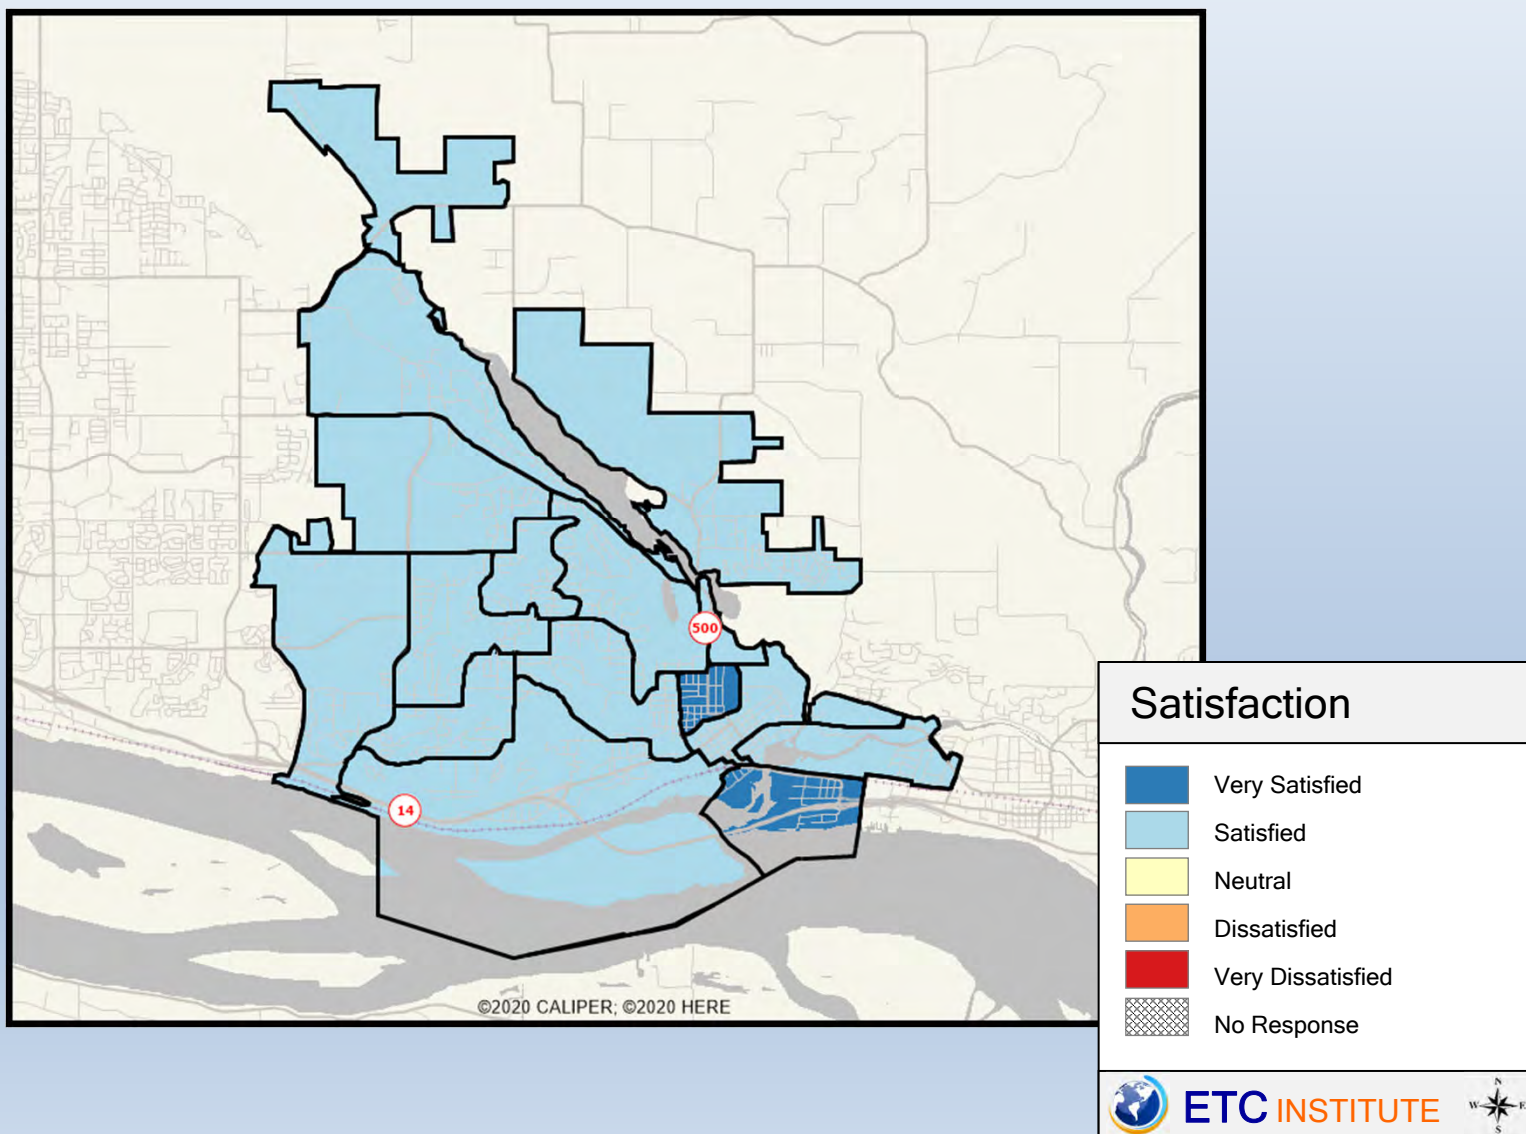 500
14
©2020 CALIPER; ©2020 HERE
Satisfaction
Very Satisfied
Satisfied
Neutral
Dissatisfied
Very Dissatisfied
No Response
ETC INSTITUTE
N
W E
S